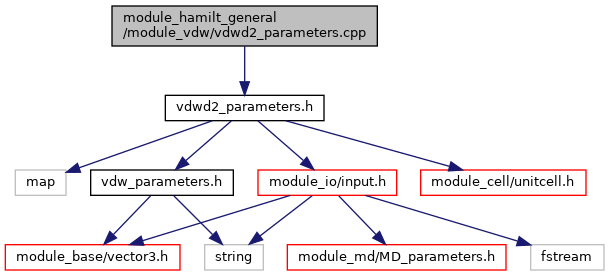 module_hamilt_general
/module_vdw/vdwd2_parameters.cpp
vdwd2_parameters.h
map
vdw_parameters.h
module_io/input.h
module_cell/unitcell.h
module_base/vector3.h
string
module_md/MD_parameters.h
fstream